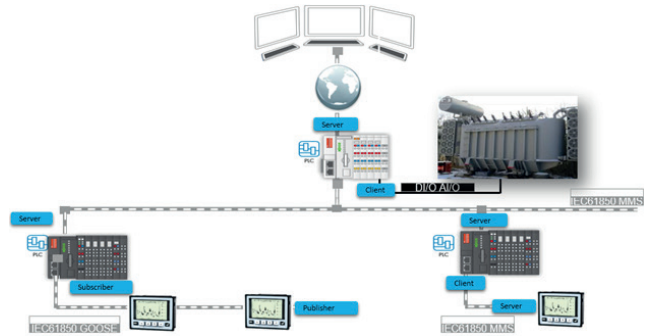 Server
PLC
Client
DI/O AI/O
IEC61850 MMS
Server
Server
PLC
PLC
Subscriber
Client
Publisher
Server
IEC61850 GOOSE
IEC61850 MMS